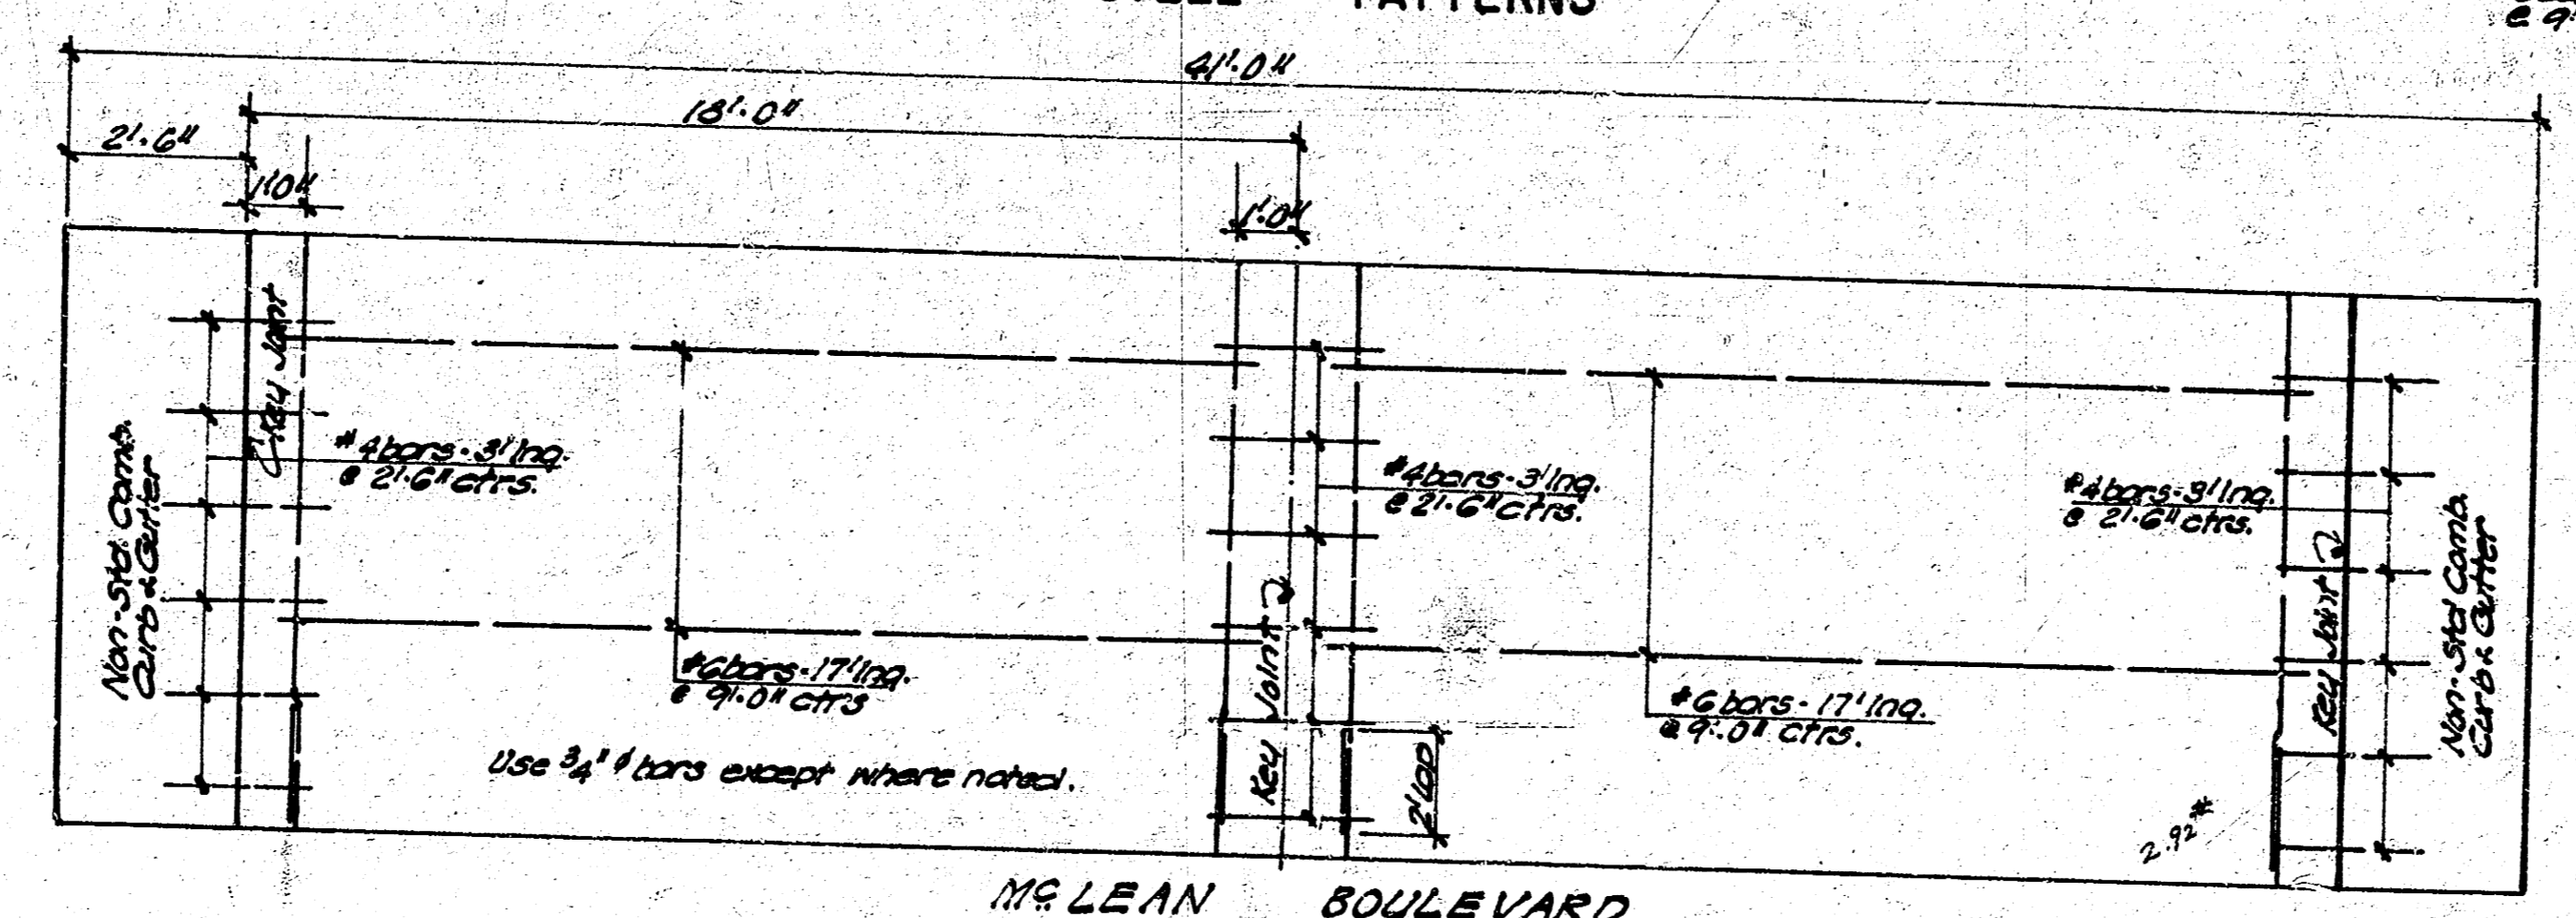 PATTERNS
@ 9'
41'-0"
18'-0"
2'-6"
1'0"
1'-0"
Key Joint
#4 bars-3' lng.
@ 2'-6" ctrs.
#4 bars-3' lng.
@ 2'-6" ctrs.
#4 bars-3' lng.
@ 2'-6" ctrs.
Non-Std. Comb.
Curb & Gutter
Key Joint
Key Joint
Non-Std Comb.
Curb & Gutter
#6 bars-17' lng.
@ 9'-0" ctrs
#6 bars-17' lng.
@ 9'-0" ctrs.
Use 3/4" ϕ bars except where noted.
2' lap
2.92#
McLEAN BOULEVARD